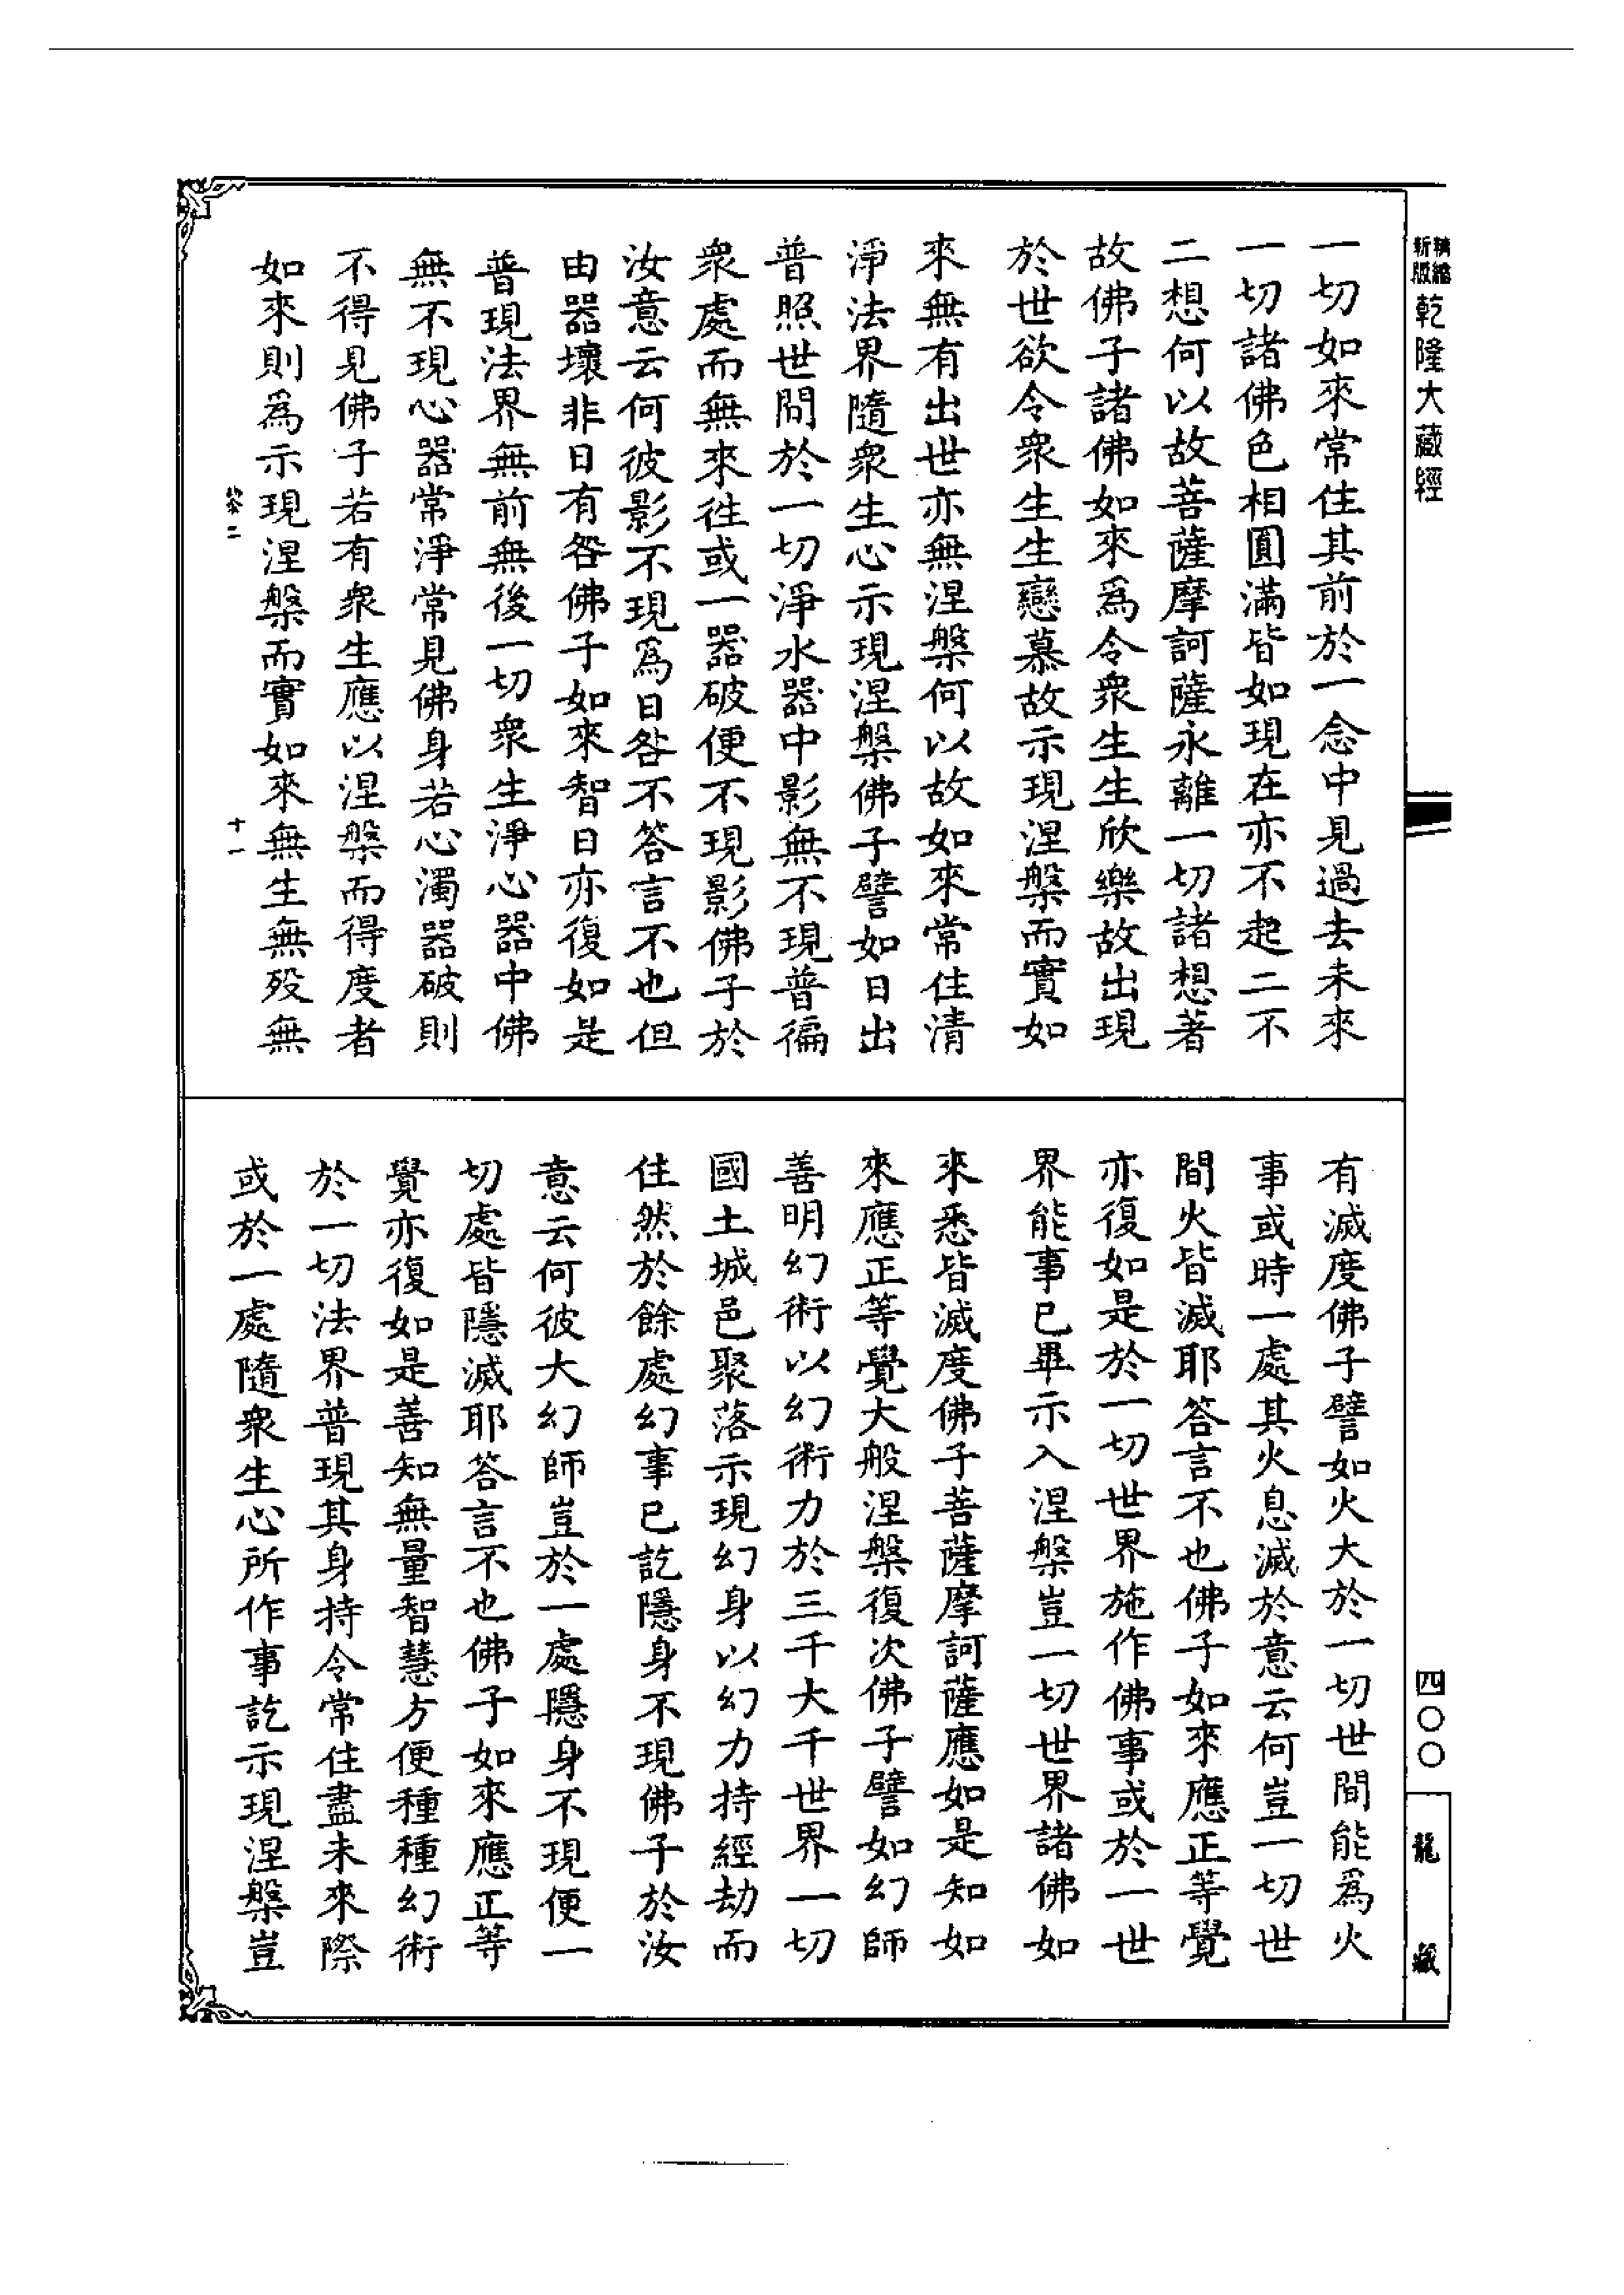 精縮
新版
乾隆大藏經
一切如來常住其前於一念中見過去未來
一切諸佛色相圓滿皆如現在亦不起二不
二想何以故菩薩摩訶薩永離一切諸想著
故佛子諸佛如來爲令衆生生欣樂故出現
於世欲令衆生生戀慕故示現涅槃而實如
來無有出世亦無涅槃何以故如來常住清
淨法界隨衆生心示現涅槃佛子譬如日出
普照世間於一切淨水器中影無不現普徧
衆處而無來往或一器破便不現影佛子於
汝意云何彼影不現爲日咎不答言不也但
由器壞非日有咎佛子如來智日亦復如是
普現法界無前無後一切衆生淨心器中佛
無不現心器常淨常見佛身若心濁器破則
不得見佛子若有衆生應以涅槃而得度者
如來則爲示現涅槃而實如來無生無歿無
黎二 十一
有滅度佛子譬如火大於一切世間能爲火
事或時一處其火息滅於意云何豈一切世
間火皆滅耶答言不也佛子如來應正等覺
亦復如是於一切世界施作佛事或於一世
界能事已畢示入涅槃豈一切世界諸佛如
來悉皆滅度佛子菩薩摩訶薩應如是知如
來應正等覺大般涅槃復次佛子譬如幻師
善明幻術以幻術力於三千大千世界一切
國土城邑聚落示現幻身以幻力持經劫而
住然於餘處幻事已訖隱身不現佛子於汝
意云何彼大幻師豈於一處隱身不現便一
切處皆隱滅耶答言不也佛子如來應正等
覺亦復如是善知無量智慧方便種種幻術
於一切法界普現其身持令常住盡未來際
或於一處隨衆生心所作事訖示現涅槃豈
四〇〇
龍藏